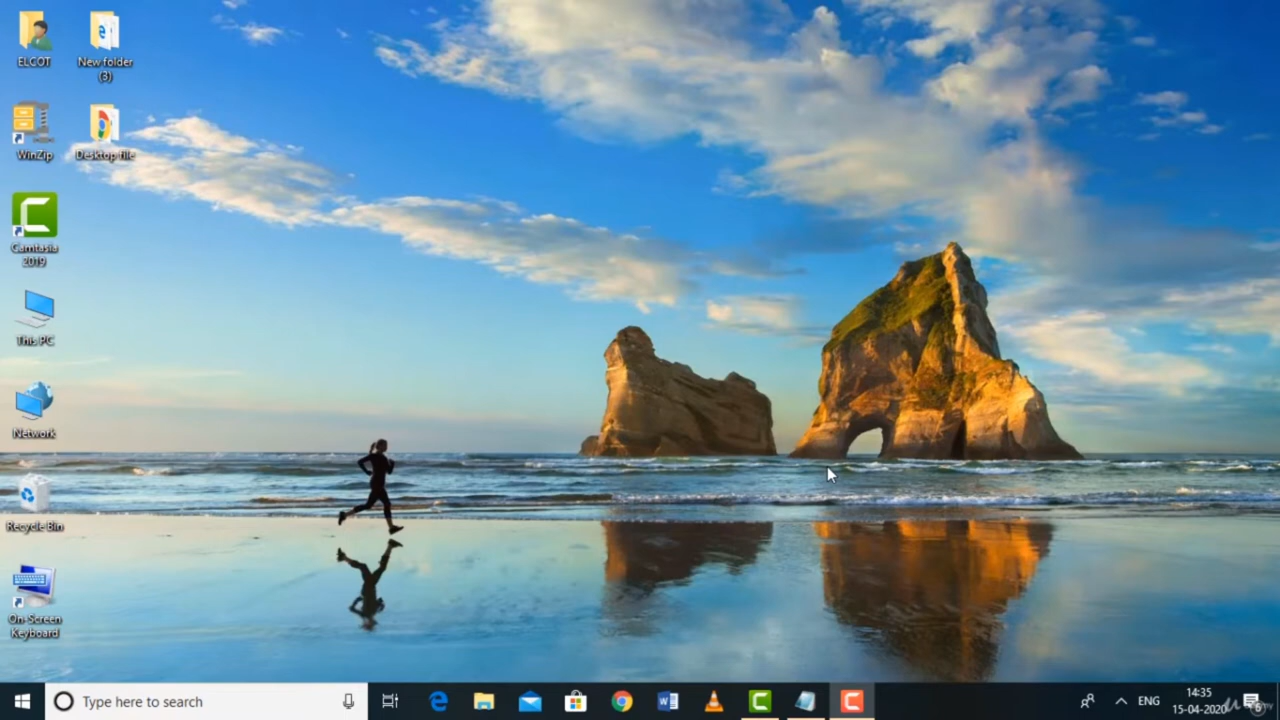 ELCOT
New folder
(3)
WinZip
Desktop file
Camtasia
2019
This PC
Network
Recycle Bin
On-Screen
Keyboard
Type here to search
ENG
14:35
15-04-2020
6